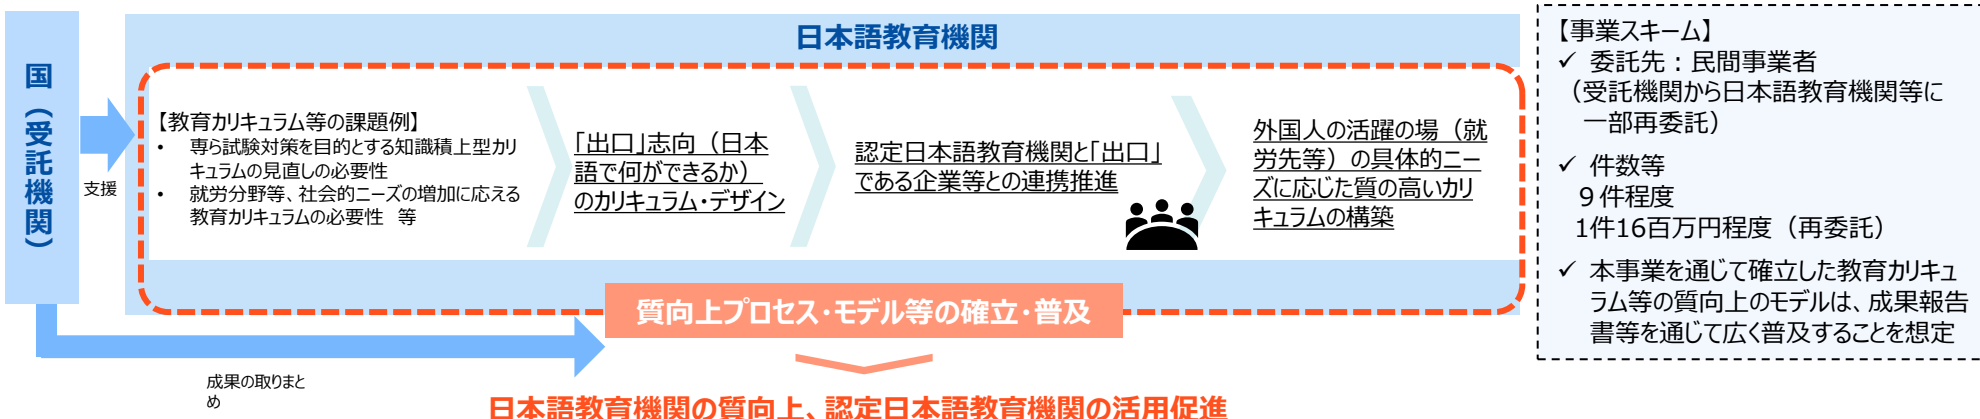 国（受託機関）
支援
日本語教育機関
【教育カリキュラム等の課題例】
• 専ら試験対策を目的とする知識積上型カリ
キュラムの見直しの必要性
• 就労分野等、社会的ニーズの増加に応える
教育カリキュラムの必要性 等
「出口」志向（日本
語で何ができるか）
のカリキュラム・デザイン
認定日本語教育機関と「出口」
である企業等との連携推進
外国人の活躍の場（就
労先等）の具体的ニー
ズに応じた質の高いカリ
キュラムの構築
質向上プロセス・モデル等の確立・普及
成果の取りまと
め
日本語教育機関の質向上、認定日本語教育機関の活用促進
【事業スキーム】
✓ 委託先：民間事業者
（受託機関から日本語教育機関等に
一部再委託）
✓ 件数等
９件程度
1件16百万円程度（再委託）
✓ 本事業を通じて確立した教育カリキュ
ラム等の質向上のモデルは、成果報告
書等を通じて広く普及することを想定